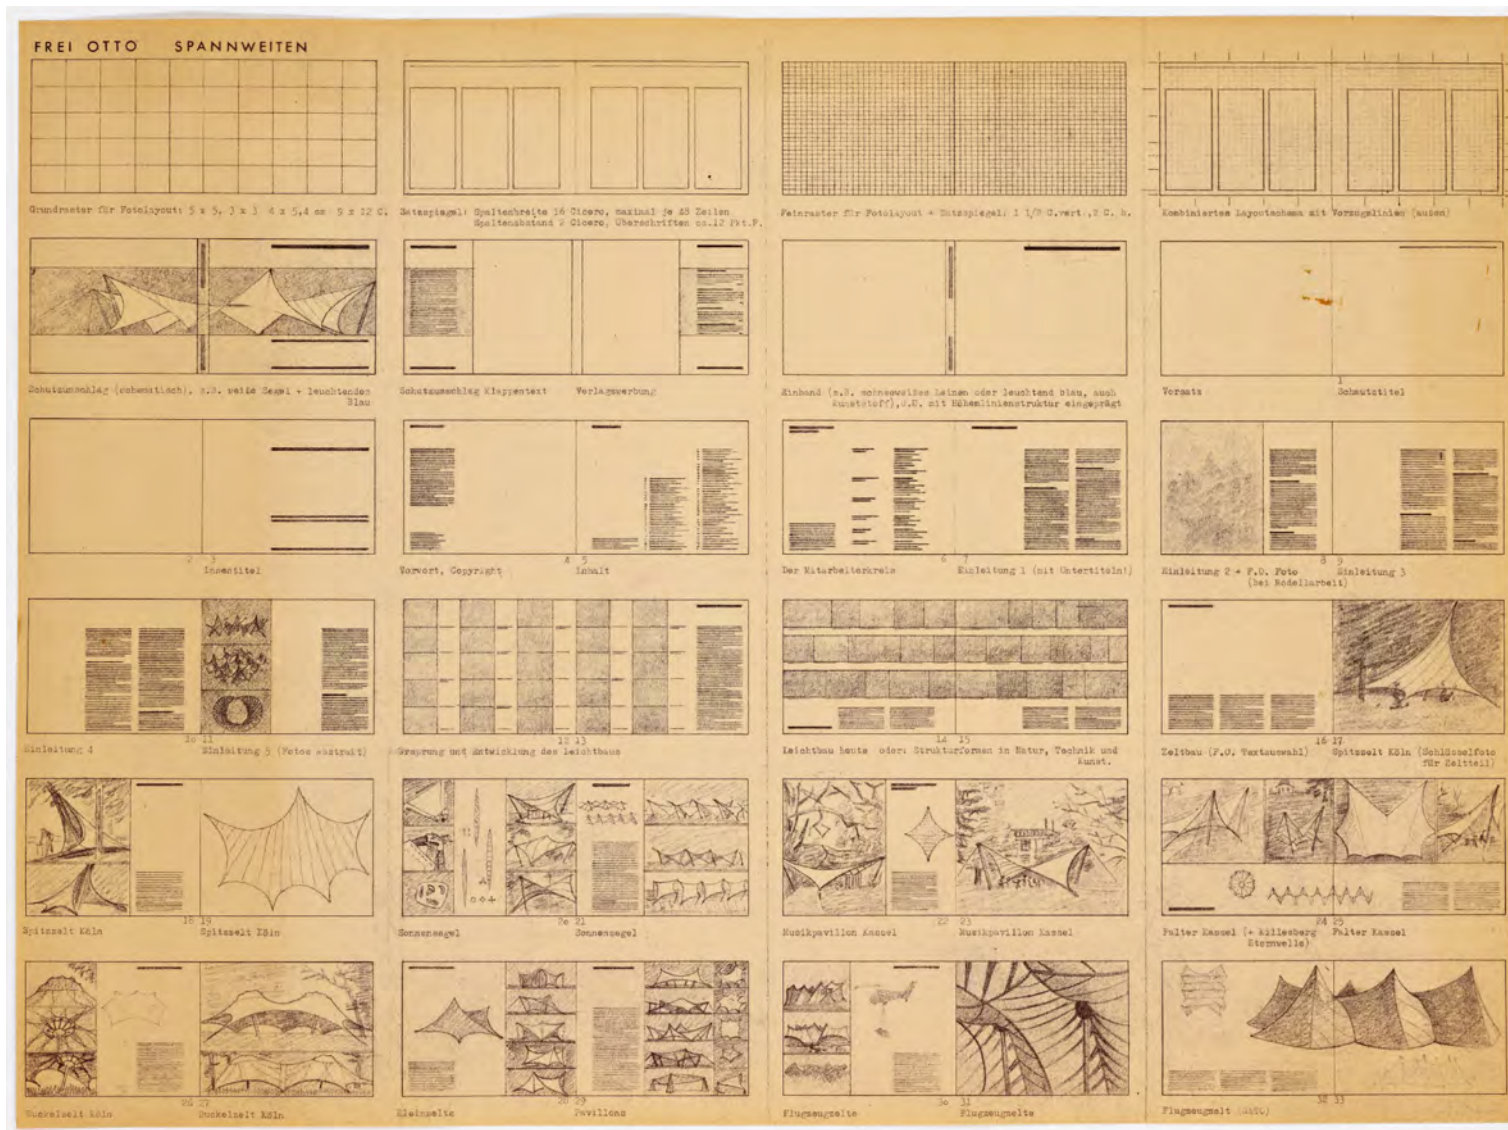 FREI OTTO SPANNWEITEN
Grundraster für Fotolayout: 5 x 5, 3 x 3 4 x 5,4 oz 9 x 12 C.
Satzspiegel: Spaltenbreite 16 Cicero, maximal je 48 Zeilen
Spaltenabstand 2 Cicero, Überschriften ca.12 Pkt.F.
Feinraster für Fotolayout + Satzspiegel: 1 1/2 C.vert.,2 C. h.
Kombiniertes Layoutschema mit Vorzugslinien (außen)
Schutzumschlag (schematisch), z.B. weiße Segel + leuchtendes
Blau
Schutzumschlag Klappentext Verlagswerbung
Einband (z.B. schneeweißes Leinen oder leuchtend blau, auch
Kunststoff),u.U. mit Höhenlinienstruktur eingeprägt
1
Vorsatz Schmutztitel
2 3
Innentitel
4 5
Vorwort, Copyright Inhalt
6 7
Der Mitarbeiterkreis Einleitung 1 (mit Untertiteln!)
8 9
Einleitung 2 + F.O. Foto Einleitung 3
(bei Modellarbeit)
10 11
Einleitung 4 Einleitung 5 (Fotos abstrakt)
12 13
Ursprung und Entwicklung des Leichtbaus
14 15
Leichtbau heute oder: Strukturformen in Natur, Technik und
Kunst.
16 17
Zeltbau (F.O. Textauswahl) Spitzzelt Köln (Schlüsselfoto
für Zeltteil)
18 19
Spitzzelt Köln Spitzzelt Köln
20 21
Sonnensegel Sonnensegel
22 23
Musikpavillon Kassel Musikpavillon Kassel
24 25
Falter Kassel (+ Killesberg Falter Kassel
Sternwelle)
26 27
Buckelzelt Köln Buckelzelt Köln
28 29
Kleinzelte Pavillons
30 31
Flugzeugzelte Flugzeugzelte
32 33
Flugzeugzelt